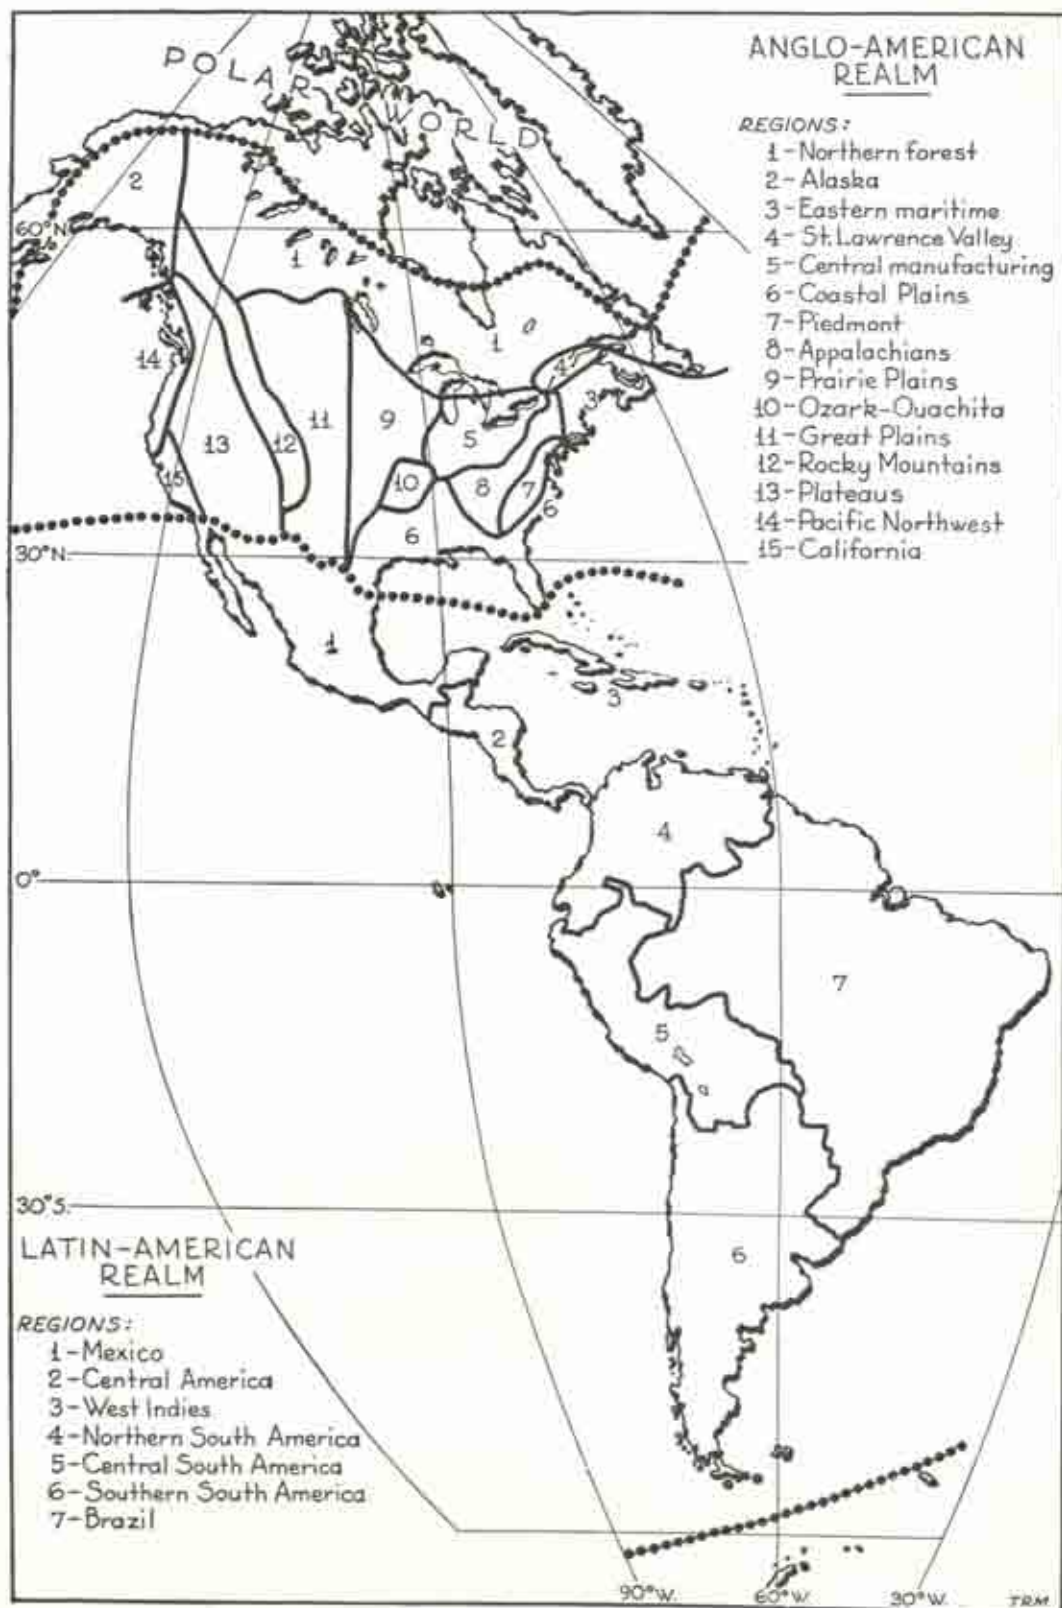 ANGLO-AMERICAN
REALM
REGIONS:
1-Northern forest
2-Alaska
3-Eastern maritime
4-St. Lawrence Valley
5-Central manufacturing
6-Coastal Plains
7-Piedmont
8-Appalachians
9-Prairie Plains
10-Ozark-Ouachita
11-Great Plains
12-Rocky Mountains
13-Plateaus
14-Pacific Northwest
15-California
POLAR WORLD
2
60°N.
1
1
14
4
3
11
9
5
13
12
15
10
8
7
6
6
30°N.
1
3
2
4
0°
7
5
30°S.
6
LATIN-AMERICAN
REALM
REGIONS:
1-Mexico
2-Central America
3-West Indies
4-Northern South America
5-Central South America
6-Southern South America
7-Brazil
90°W. 60°W. 30°W. TRM